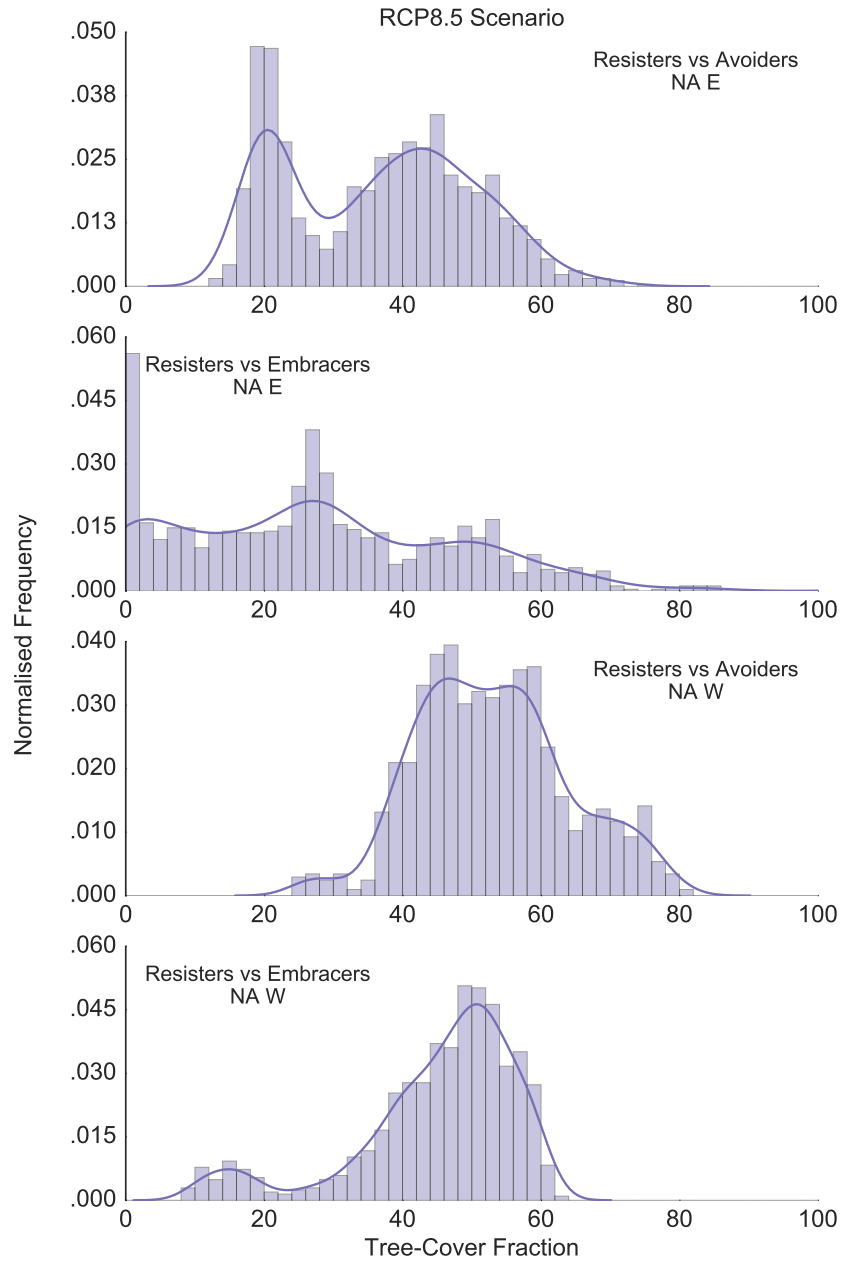 RCP8.5 Scenario
.050
.038
.025
.013
.000
Resisters vs Avoiders
NA E
0 20 40 60 80 100
.060
.045
.030
.015
.000
Resisters vs Embracers
NA E
0 20 40 60 80 100
Normalised Frequency
.040
.030
.020
.010
.000
Resisters vs Avoiders
NA W
0 20 40 60 80 100
.060
.045
.030
.015
.000
Resisters vs Embracers
NA W
0 20 40 60 80 100
Tree-Cover Fraction